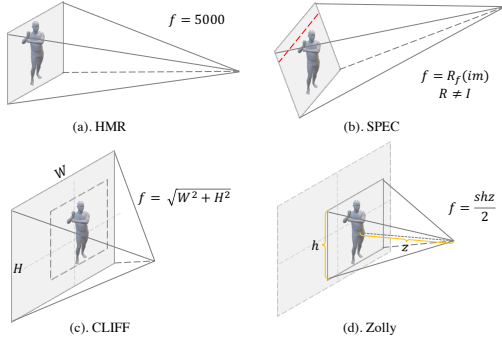 f = 5000
(a). HMR
f = R_f(im)
R ≠ I
(b). SPEC
W
H
f = √(W² + H²)
(c). CLIFF
h
z
f = shz/2
(d). Zolly